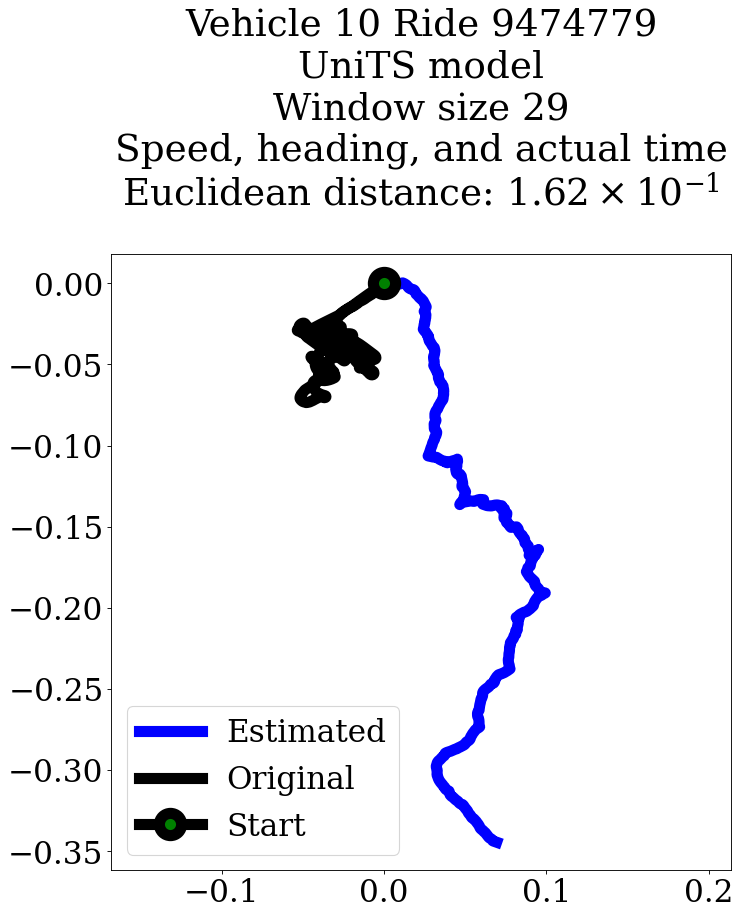 Vehicle 10 Ride 9474779
UniTS model
Window size 29
Speed, heading, and actual time
Euclidean distance: $1.62 \times 10^{-1}$
0.00
−0.05
−0.10
−0.15
−0.20
−0.25
−0.30
−0.35
Estimated
Original
Start
−0.1
0.0
0.1
0.2